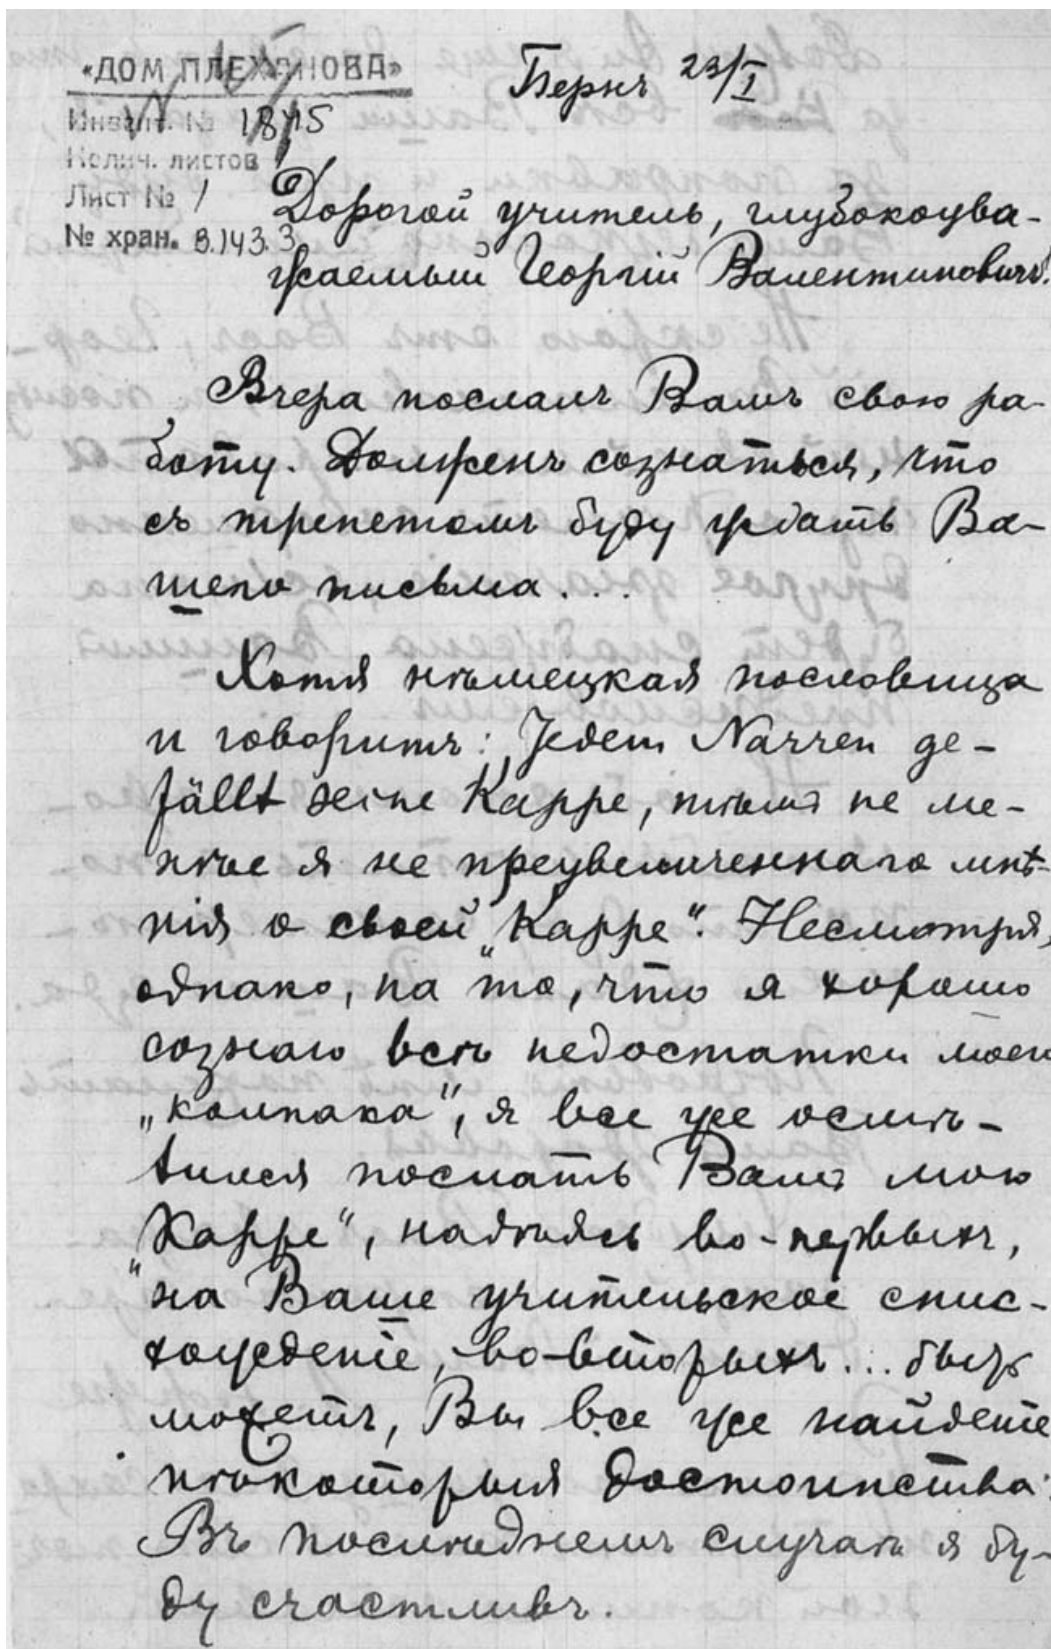 «ДОМ ПЛЕХАНОВА»
Инвент. № 1815
Колич. листов 1
Лист № 1
№ хран. В.143.3
Бернъ 23/I
Дорогой учитель, глубокоува-
жаемый Георгій Валентиновичъ!
Вчера послалъ Вамъ свою ра-
боту. Долженъ сознаться, что
съ трепетомъ буду ждать Ва-
шего письма...
Хотя нѣмецкая пословица
и говоритъ: „Jedem Narren ge-
fällt seine Kappe, тѣмъ не ме-
нѣе я не преувеличеннаго мнѣ-
нія о своей „Kappe“. Несмотря,
однако, на то, что я хорошо
сознаю всѣ недостатки моего
„колпака“, я все же осмѣ-
лился послать Вамъ мою
„Kappe“, надѣясь во-первыхъ,
на Ваше учительское снис-
хожденіе, во-вторыхъ... быть
можетъ, Вы все же найдете
нѣкоторыя достоинства.
Въ послѣднемъ случаѣ я бу-
ду счастливъ.